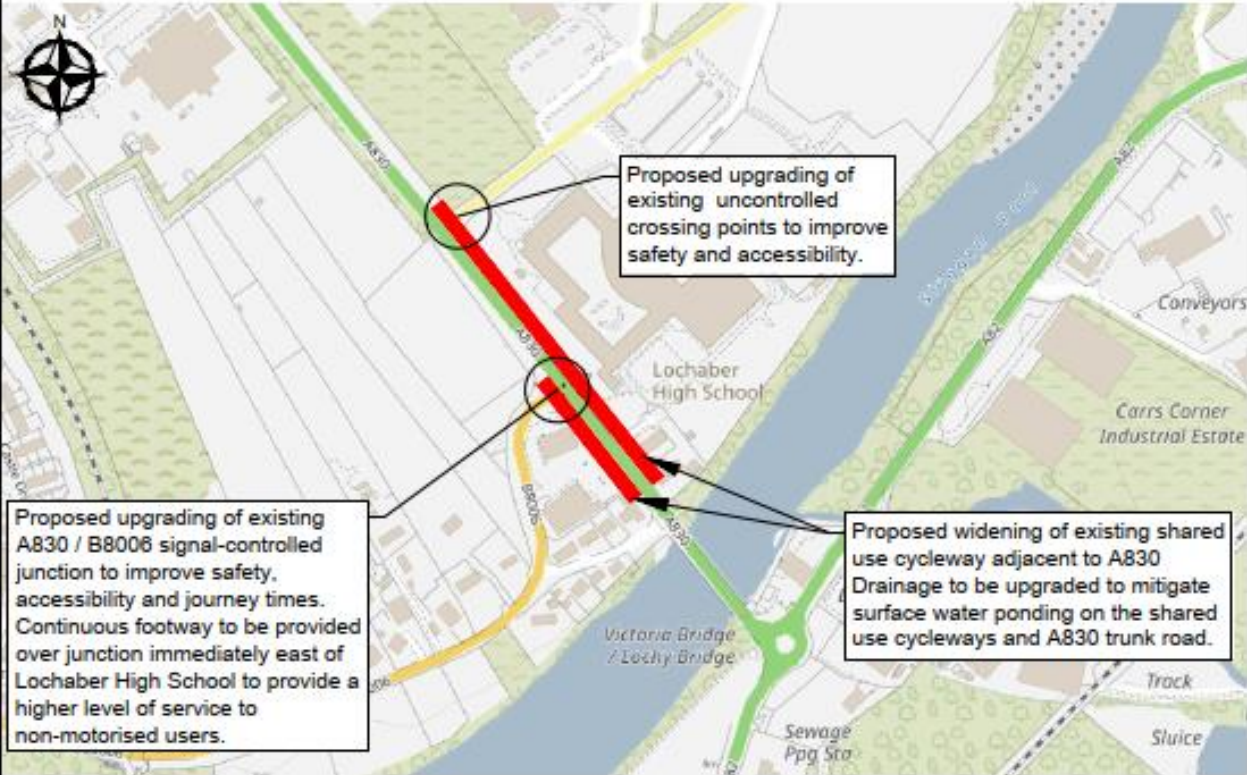 N
A830
Proposed upgrading of
existing uncontrolled
crossing points to improve
safety and accessibility.
A82
Conveyors
A830
A82
Lochaber
High School
Carrs Corner
Industrial Estate
B8006
Proposed upgrading of existing
A830 / B8006 signal-controlled
junction to improve safety,
accessibility and journey times.
Continuous footway to be provided
over junction immediately east of
Lochaber High School to provide a
higher level of service to
non-motorised users.
A830
Proposed widening of existing shared
use cycleway adjacent to A830
Drainage to be upgraded to mitigate
surface water ponding on the shared
use cycleways and A830 trunk road.
Victoria Bridge
/ Lochy Bridge
Track
Sewage
Ppg Sta
Sluice